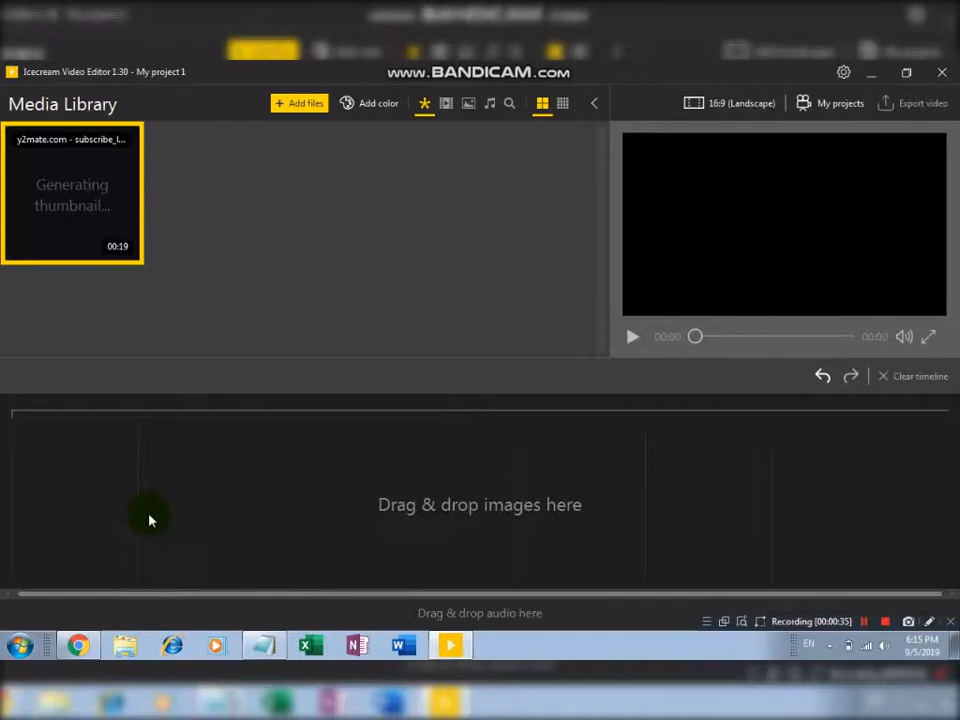 Icecream Video Editor 1.30 - My project 1
www.BANDICAM.com
Media Library
+ Add files
Add color
16:9 (Landscape)
My projects
Export video
y2mate.com - subscribe_l...
Generating
thumbnail...
00:19
00:00
00:00
Clear timeline
Drag & drop images here
Drag & drop audio here
Recording [00:00:35]
EN
6:15 PM
9/5/2019